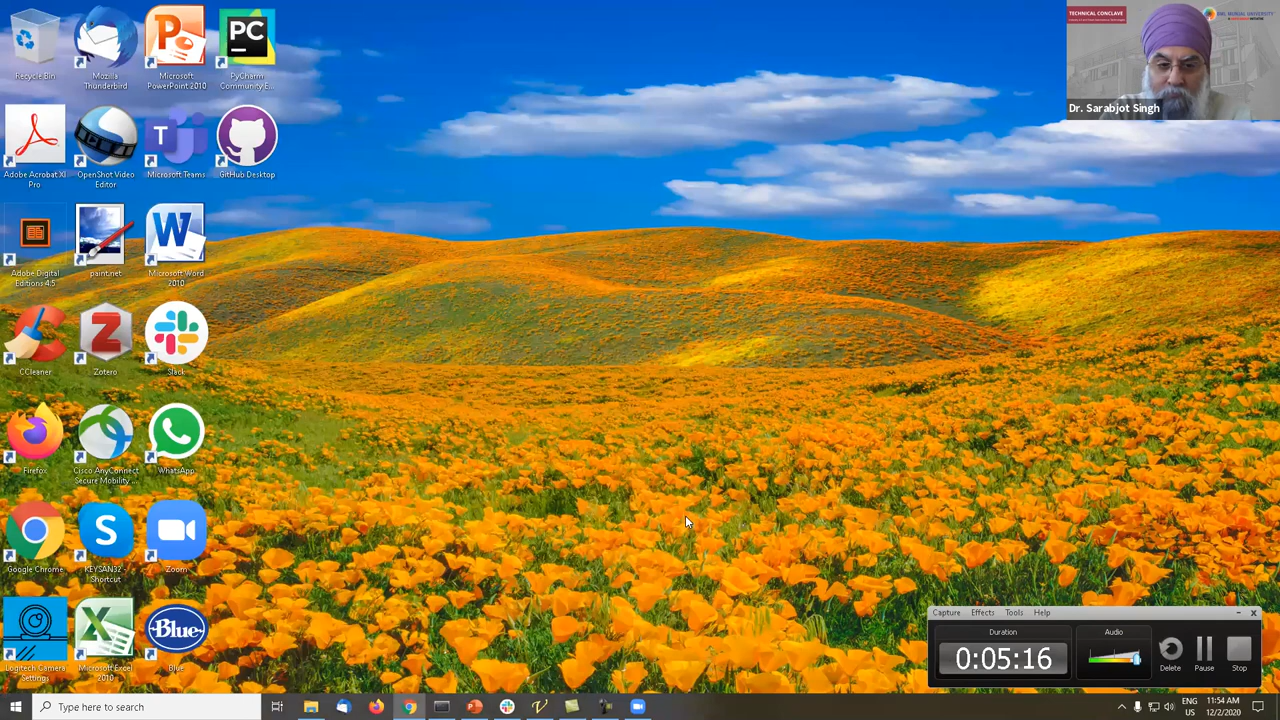 Recycle Bin
Mozilla
Thunderbird
Microsoft
PowerPoint 2010
PC
PyCharm
Community E...
Adobe Acrobat XI
Pro
OpenShot Video
Editor
T
Microsoft Teams
GitHub Desktop
Adobe Digital
Editions 4.5
paint.net
W
Microsoft Word
2010
CCleaner
Z
Zotero
Slack
Firefox
Cisco AnyConnect
Secure Mobility ...
WhatsApp
Google Chrome
S
KEYSAN32 -
Shortcut
Zoom
Logitech Camera
Settings
Microsoft Excel
2010
Blue
Blue
TECHNICAL CONCLAVE
BML MUNJAL UNIVERSITY
Dr. Sarabjot Singh
Capture Effects Tools Help
Duration
0:05:16
Audio
Delete
Pause
Stop
Type here to search
ENG
US
11:54 AM
12/2/2020